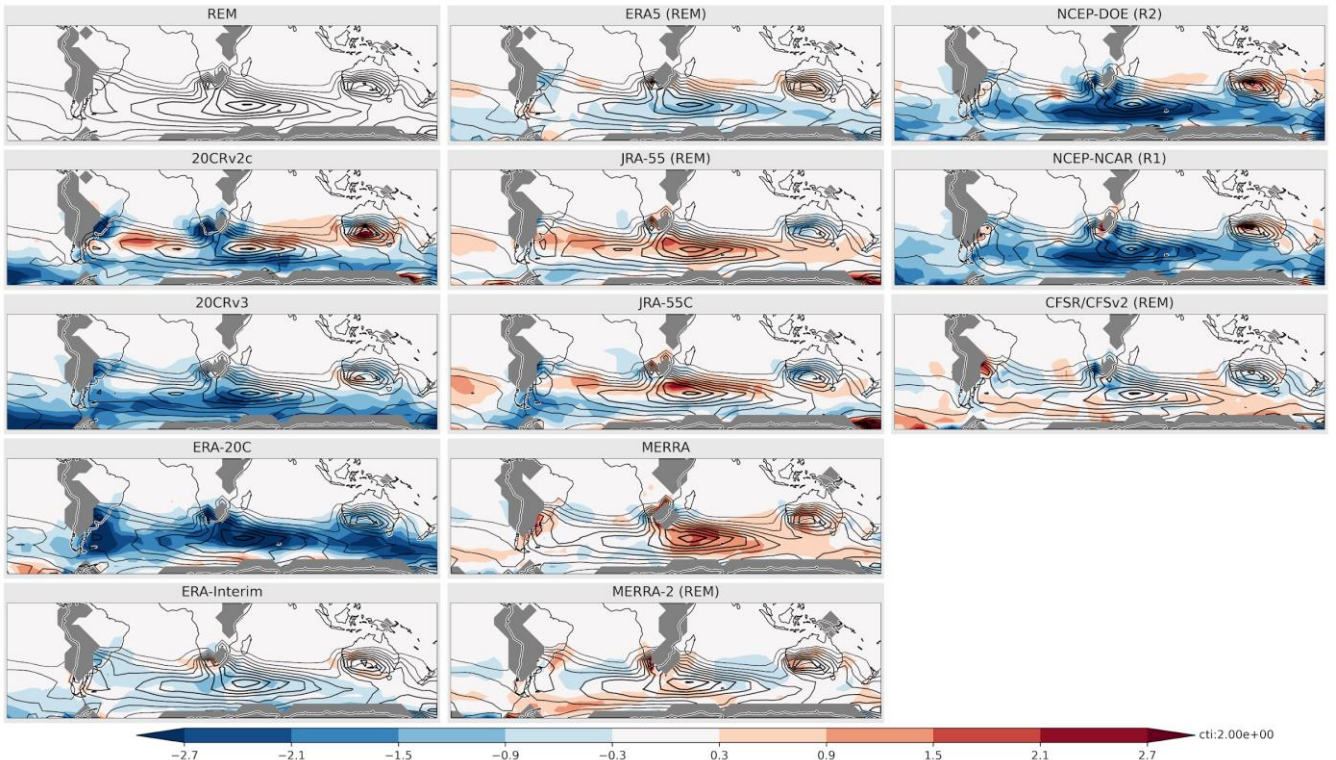 REM
ERA5 (REM)
NCEP-DOE (R2)
20CRv2c
JRA-55 (REM)
NCEP-NCAR (R1)
20CRv3
JRA-55C
CFSR/CFSv2 (REM)
ERA-20C
MERRA
ERA-Interim
MERRA-2 (REM)
cti:2.00e+00
−2.7 −2.1 −1.5 −0.9 −0.3 0.3 0.9 1.5 2.1 2.7